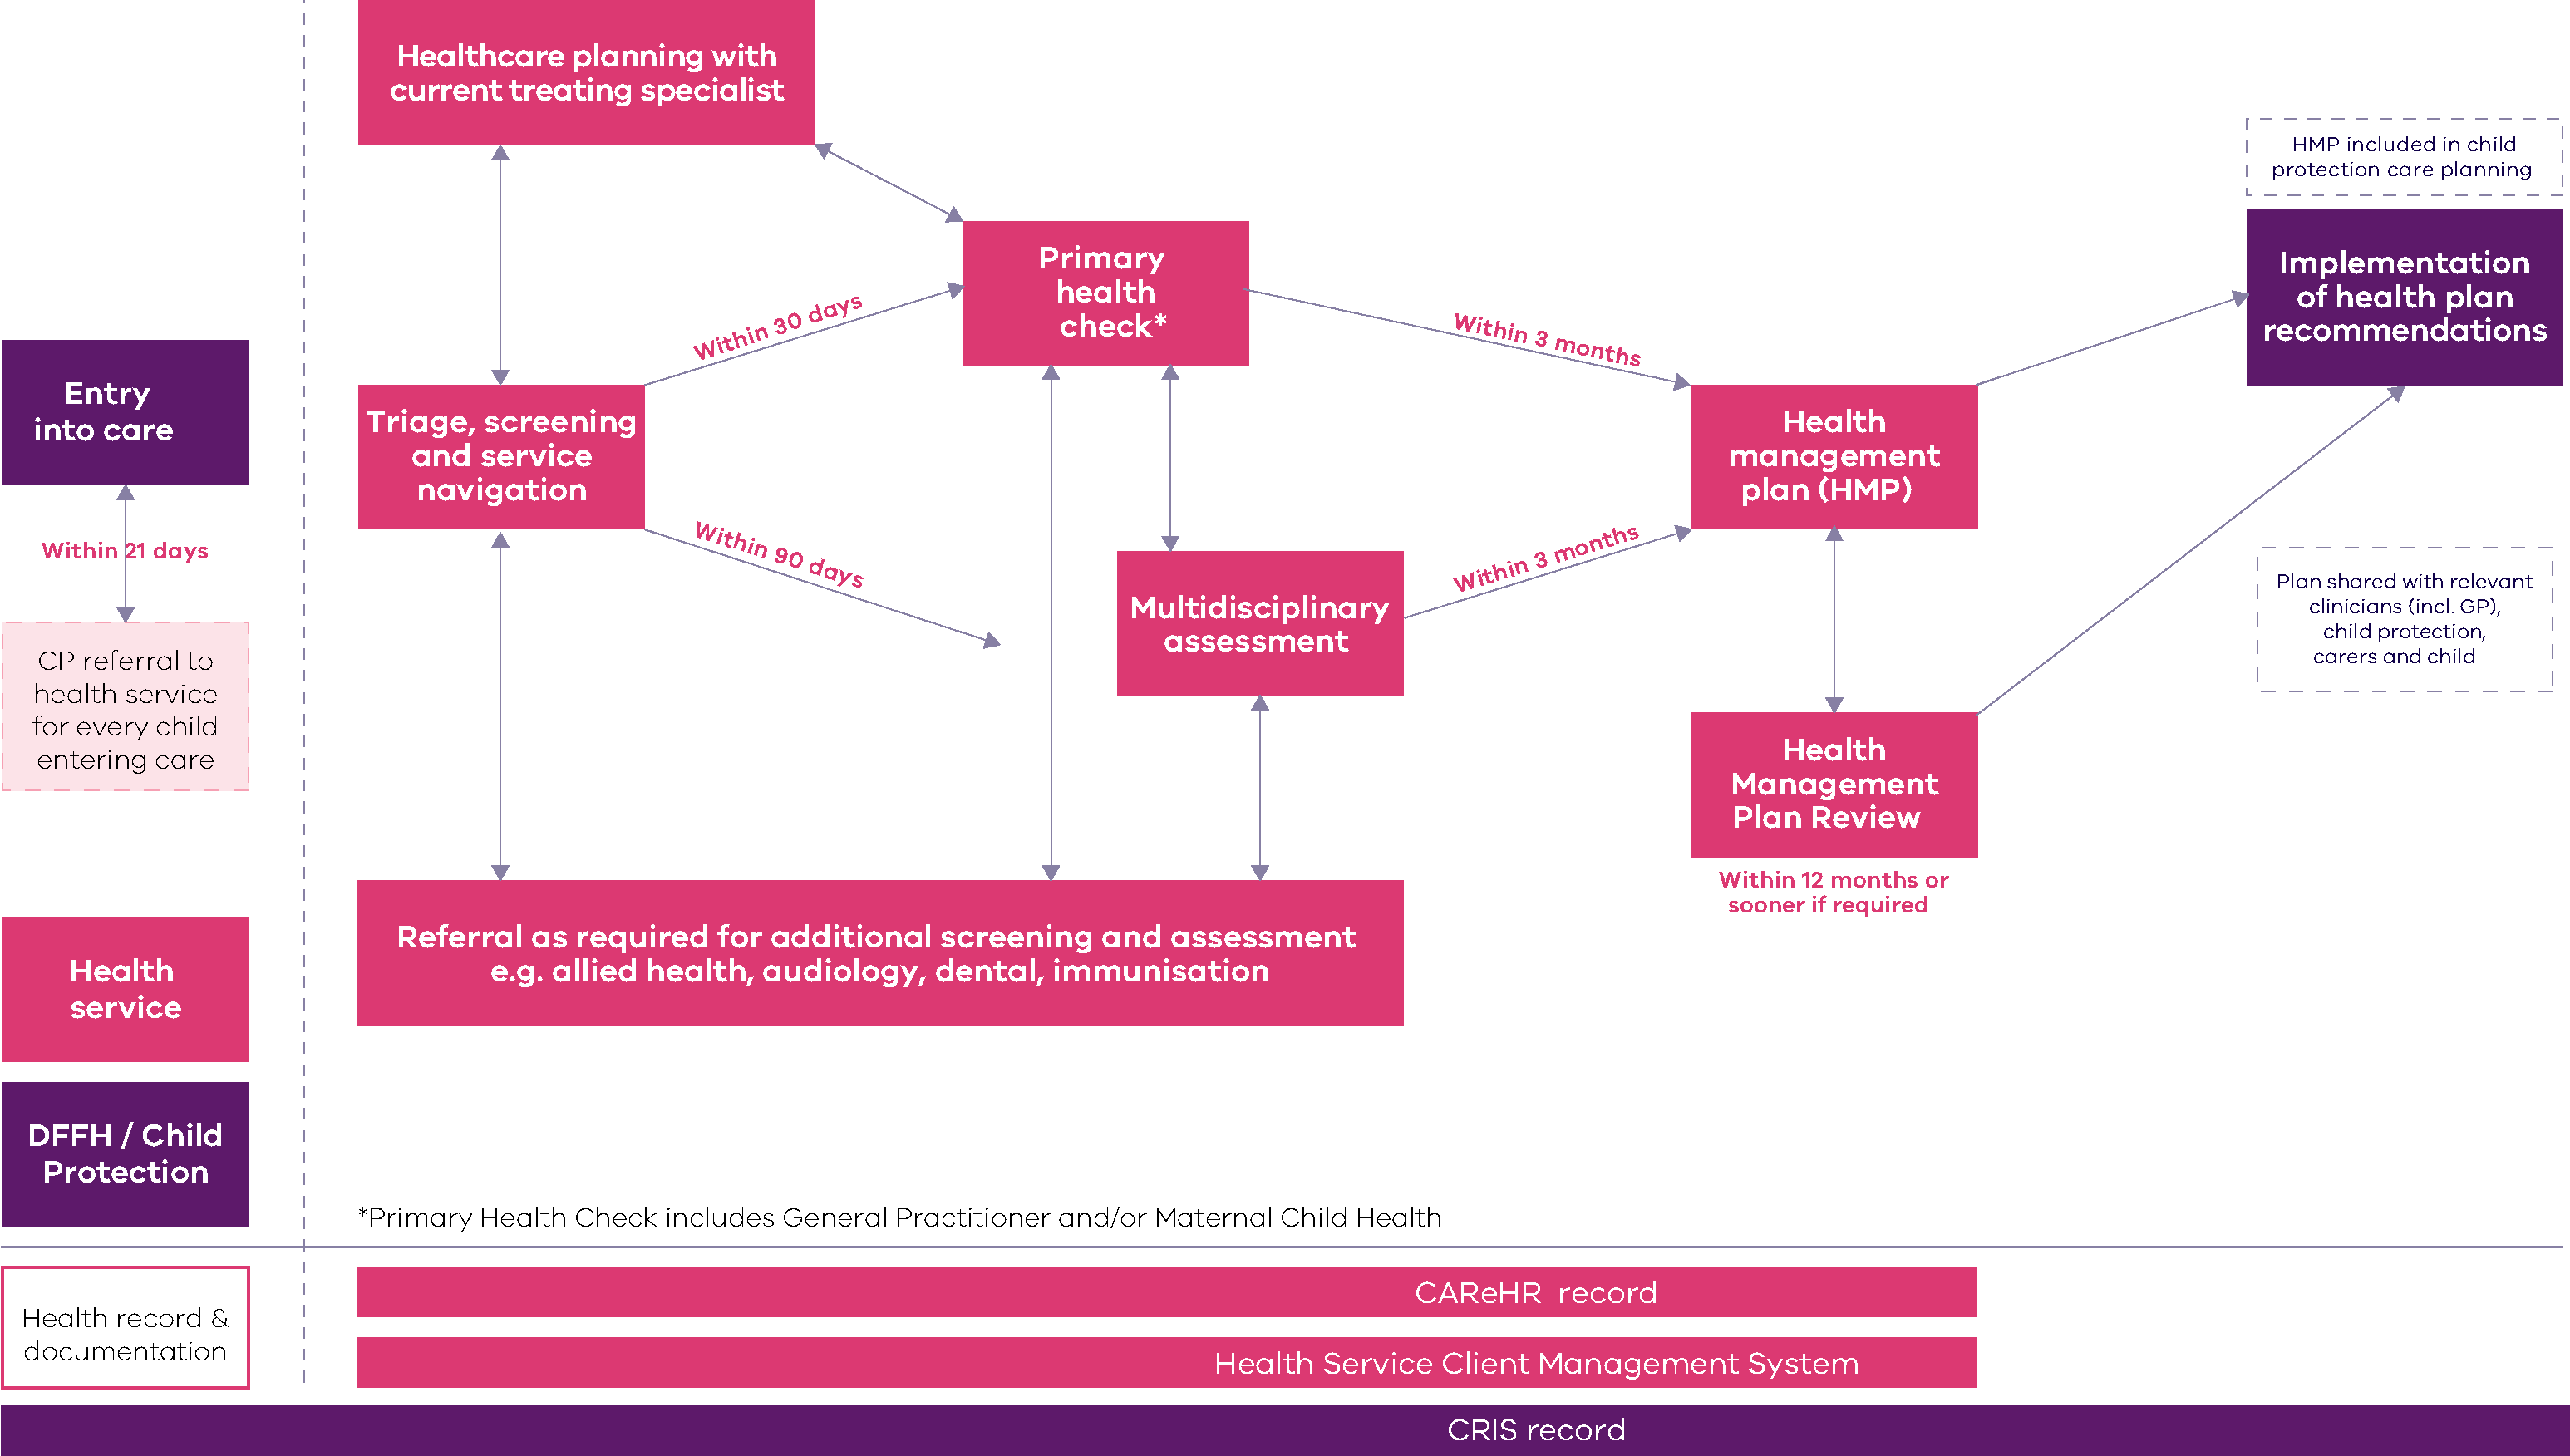 Healthcare planning with
current treating specialist
HMP included in child
protection care planning
Primary
health
check*
Implementation
of health plan
recommendations
Within 30 days
Within 3 months
Entry
into care
Triage, screening
and service
navigation
Health
management
plan (HMP)
Within 21 days
Within 90 days
Within 3 months
Multidisciplinary
assessment
Plan shared with relevant
clinicians (incl. GP),
child protection,
carers and child
CP referral to
health service
for every child
entering care
Health
Management
Plan Review
Within 12 months or
sooner if required
Referral as required for additional screening and assessment
e.g. allied health, audiology, dental, immunisation
Health
service
DFFH / Child
Protection
*Primary Health Check includes General Practitioner and/or Maternal Child Health
Health record &
documentation
CAReHR record
Health Service Client Management System
CRIS record